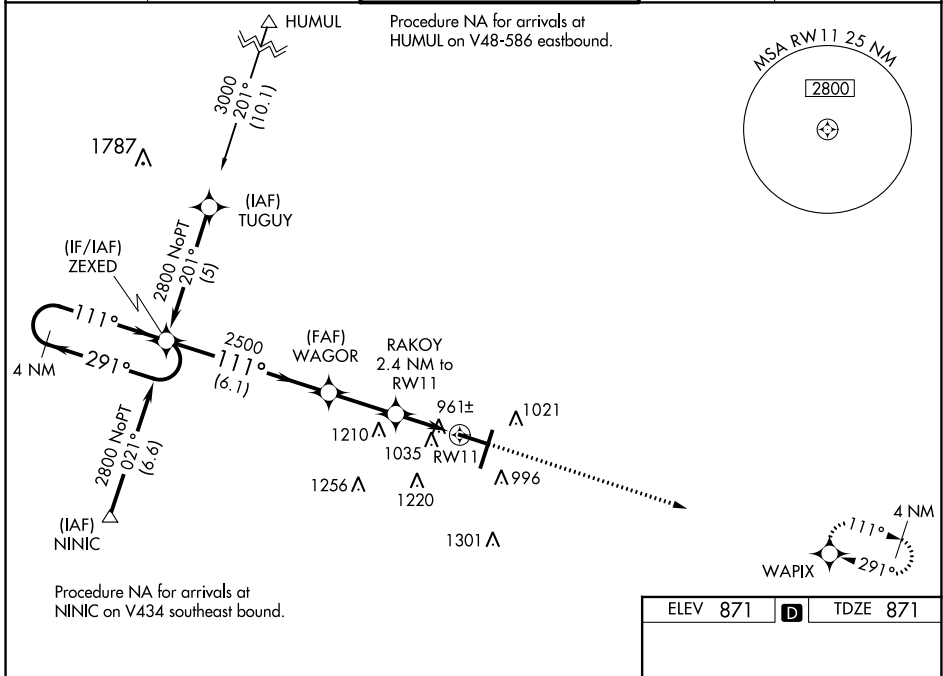 HUMUL
Procedure NA for arrivals at
HUMUL on V48-586 eastbound.
MSA RW11 25 NM
2800
3000
201°
(10.1)
1787
(IAF)
TUGUY
(IF/IAF)
ZEXED
2800 NoPT
201°
(5)
111°
291°
4 NM
2500
111°
(6.1)
(FAF)
WAGOR
RAKOY
2.4 NM to
RW11
961±
1021
1210
1035
RW11
996
1256
1220
1301
2800 NoPT
021°
(6.6)
(IAF)
NINIC
4 NM
111°
291°
WAPIX
Procedure NA for arrivals at
NINIC on V434 southeast bound.
ELEV 871 D TDZE 871